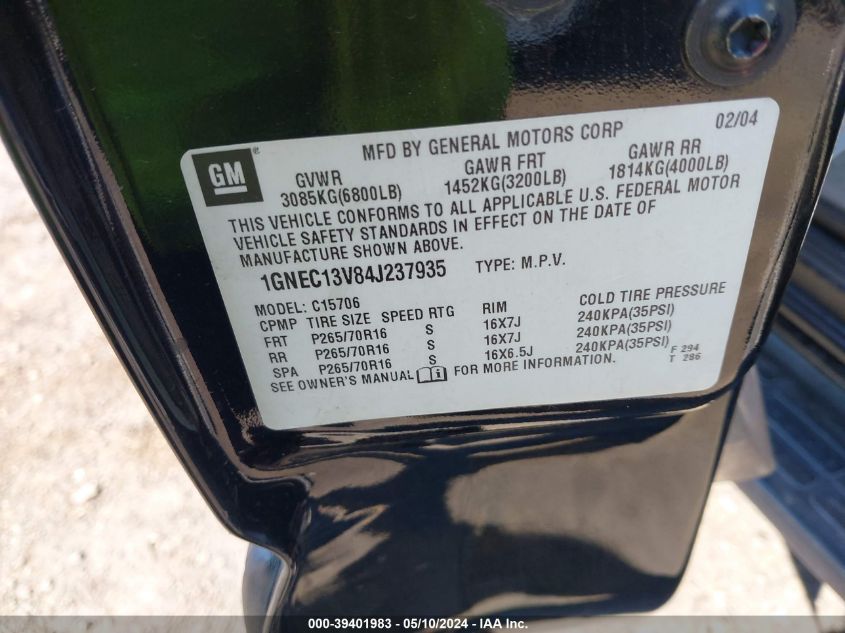 02/04
MFD BY GENERAL MOTORS CORP
GM
GVWR GAWR FRT GAWR RR
3085KG(6800LB) 1452KG(3200LB) 1814KG(4000LB)
THIS VEHICLE CONFORMS TO ALL APPLICABLE U.S. FEDERAL MOTOR
VEHICLE SAFETY STANDARDS IN EFFECT ON THE DATE OF
MANUFACTURE SHOWN ABOVE.
1GNEC13V84J237935 TYPE: M.P.V.
MODEL: C15706
CPMP TIRE SIZE SPEED RTG RIM COLD TIRE PRESSURE
FRT P265/70R16 S 16X7J 240KPA(35PSI)
RR P265/70R16 S 16X7J 240KPA(35PSI)
SPA P265/70R16 S 16X6.5J 240KPA(35PSI)
SEE OWNER'S MANUAL FOR MORE INFORMATION.
F 294
T 286
000-39401983 - 05/10/2024 - IAA Inc.